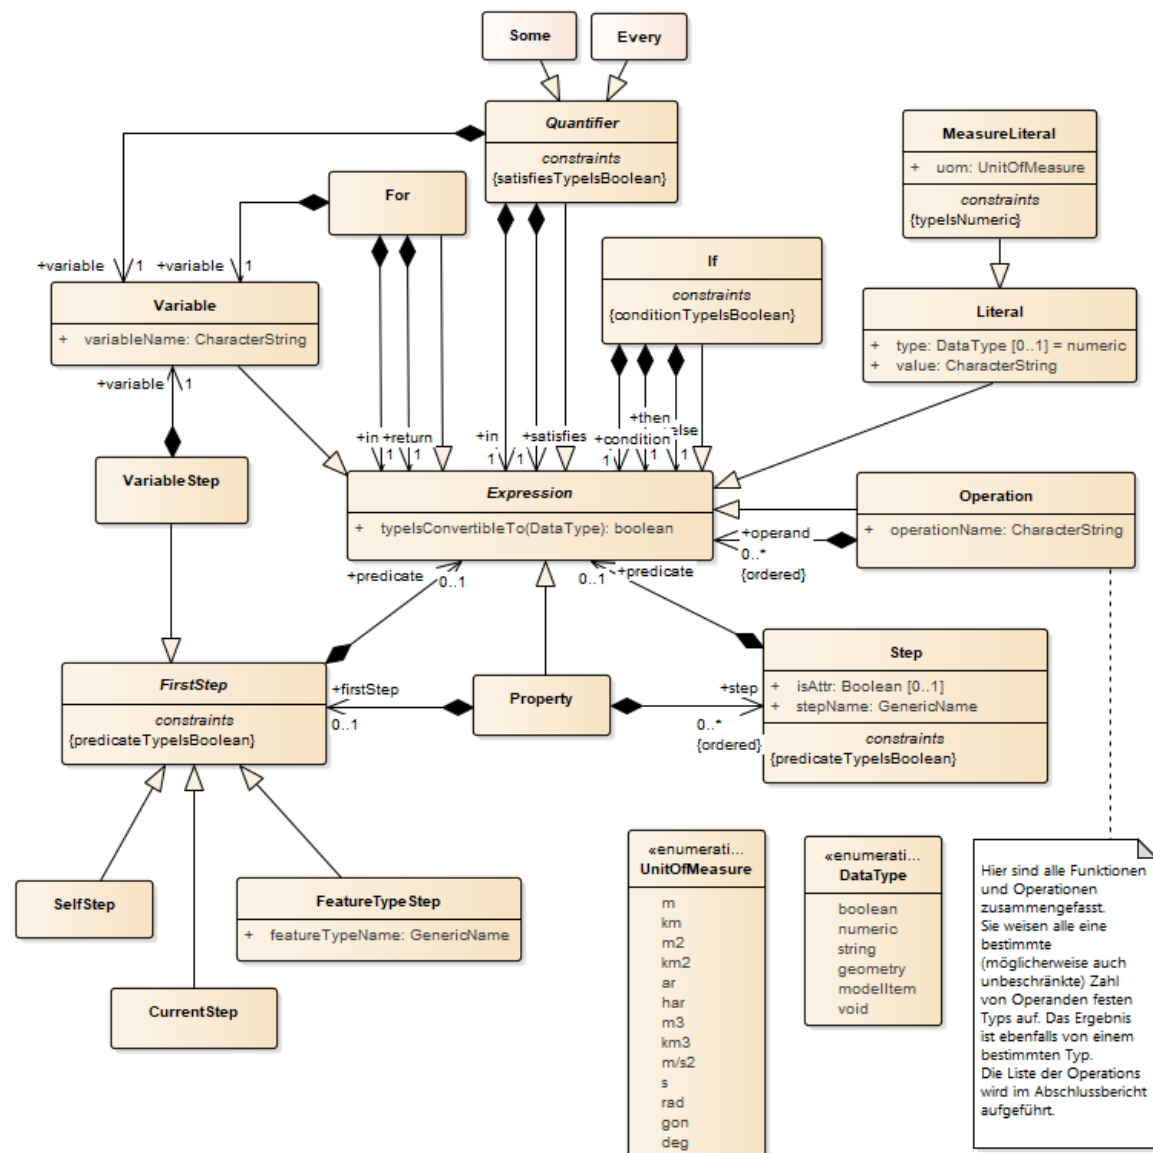 Some
Every
Quantifier
constraints
{satisfiesTypeIsBoolean}
MeasureLiteral
+ uom: UnitOfMeasure
constraints
{typeIsNumeric}
For
If
constraints
{conditionTypeIsBoolean}
+variable
1
+variable
1
Variable
+ variableName: CharacterString
Literal
+ type: DataType [0..1] = numeric
+ value: CharacterString
+variable
1
+in
1
+return
1
+in
1
+satisfies
1
+condition
1
+then
1
else
1
VariableStep
Expression
+ typeIsConvertibleTo(DataType): boolean
Operation
+ operationName: CharacterString
+operand
0..*
{ordered}
+predicate
0..1
+predicate
0..1
FirstStep
constraints
{predicateTypeIsBoolean}
+firstStep
0..1
Property
+step
0..*
{ordered}
Step
+ isAttr: Boolean [0..1]
+ stepName: GenericName
constraints
{predicateTypeIsBoolean}
SelfStep
FeatureTypeStep
+ featureTypeName: GenericName
CurrentStep
«enumerati...
UnitOfMeasure
m
km
m2
km2
ar
har
m3
km3
m/s2
s
rad
gon
deg
«enumerati...
DataType
boolean
numeric
string
geometry
modelItem
void
Hier sind alle Funktionen
und Operationen
zusammengefasst.
Sie weisen alle eine
bestimmte
(möglicherweise auch
unbeschränkte) Zahl
von Operanden festen
Typs auf. Das Ergebnis
ist ebenfalls von einem
bestimmten Typ.
Die Liste der Operations
wird im Abschlussbericht
aufgeführt.